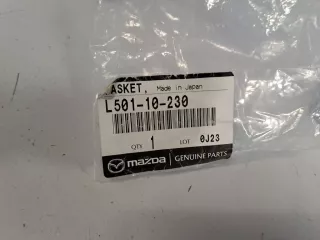 ASKET, Made in Japan
L501-10-230
QTY. 1 LOT 0J23
mazda GENUINE PARTS